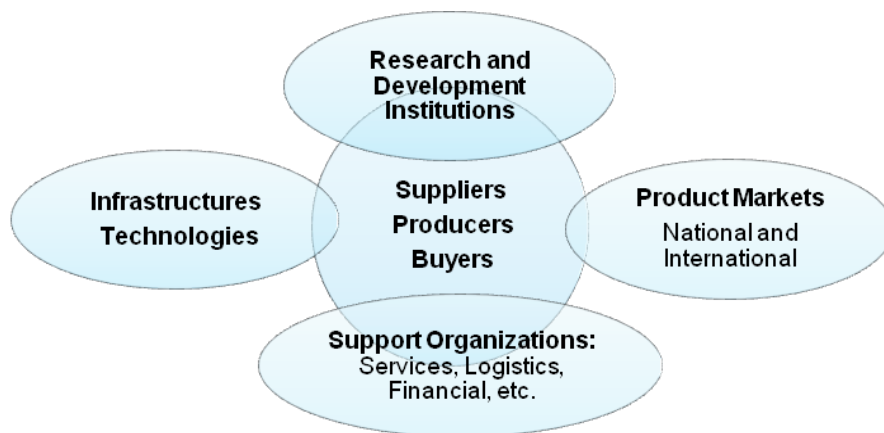 Research and
Development
Institutions
Infrastructures
Technologies
Suppliers
Producers
Buyers
Product Markets
National and
International
Support Organizations:
Services, Logistics,
Financial, etc.